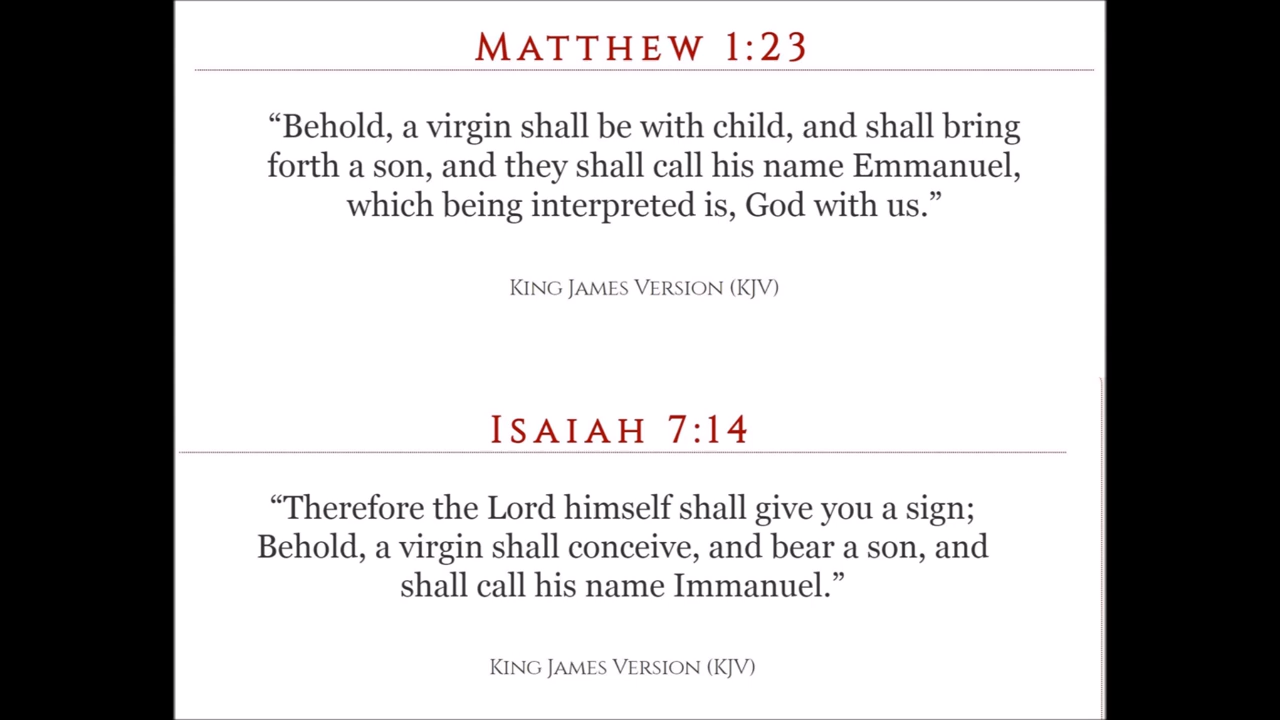 MATTHEW 1:23
“Behold, a virgin shall be with child, and shall bring
forth a son, and they shall call his name Emmanuel,
which being interpreted is, God with us.”
KING JAMES VERSION (KJV)
ISAIAH 7:14
“Therefore the Lord himself shall give you a sign;
Behold, a virgin shall conceive, and bear a son, and
shall call his name Immanuel.”
KING JAMES VERSION (KJV)